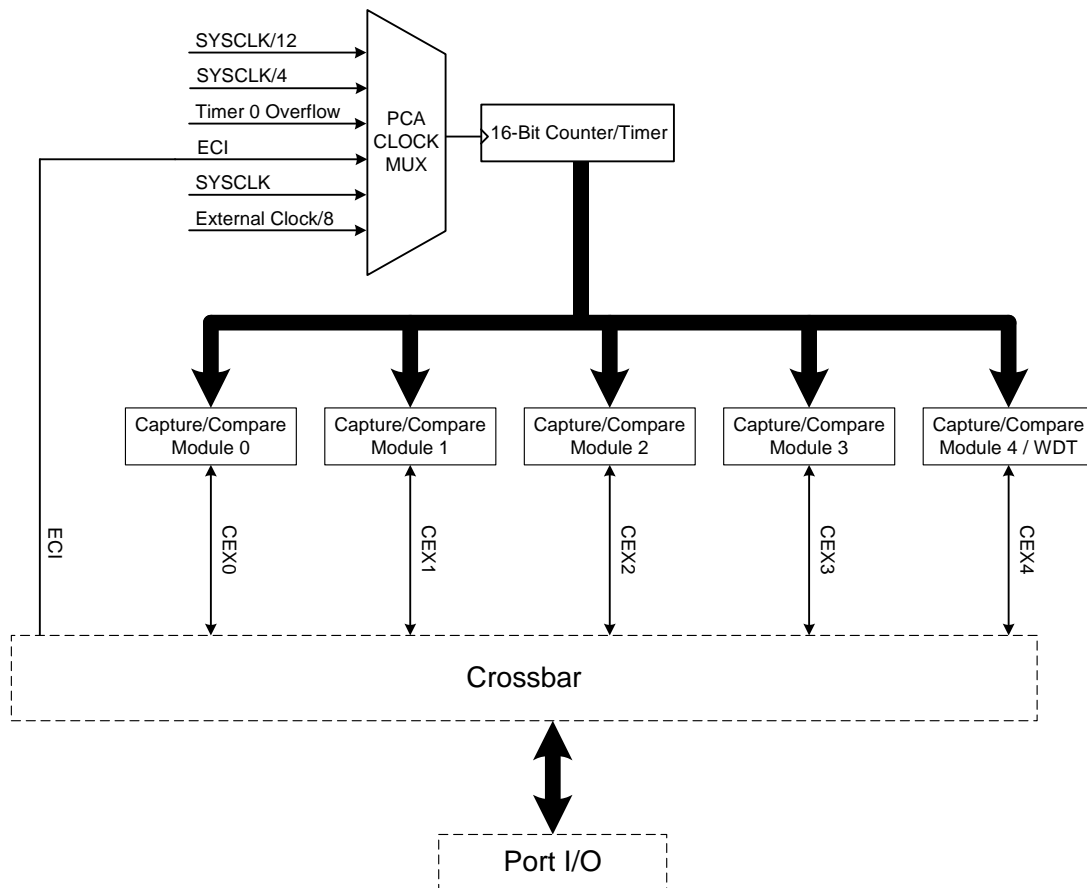 SYSCLK/12
SYSCLK/4
Timer 0 Overflow
ECI
SYSCLK
External Clock/8
PCA
CLOCK
MUX
16-Bit Counter/Timer
Capture/Compare
Module 0
Capture/Compare
Module 1
Capture/Compare
Module 2
Capture/Compare
Module 3
Capture/Compare
Module 4 / WDT
ECI
CEX0
CEX1
CEX2
CEX3
CEX4
Crossbar
Port I/O